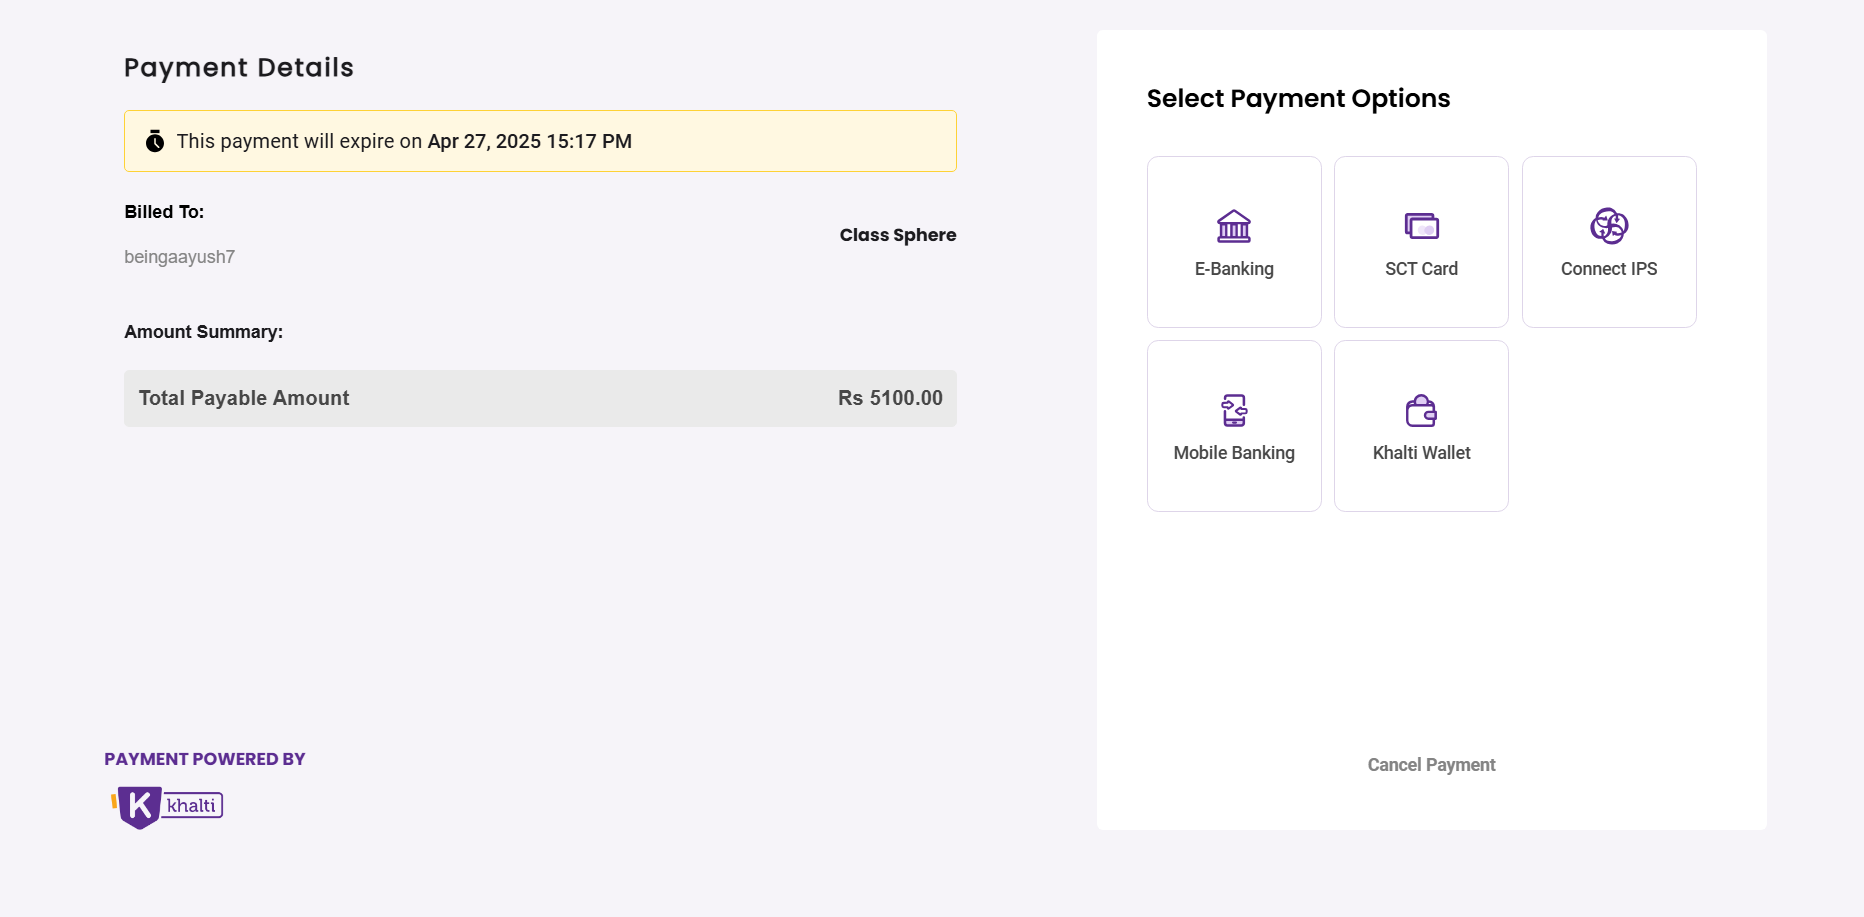 Payment Details
This payment will expire on Apr 27, 2025 15:17 PM
Billed To:
Class Sphere
beingaayush7
Amount Summary:
Total Payable Amount Rs 5100.00
PAYMENT POWERED BY
K khalti
Select Payment Options
E-Banking
SCT Card
Connect IPS
Mobile Banking
Khalti Wallet
Cancel Payment